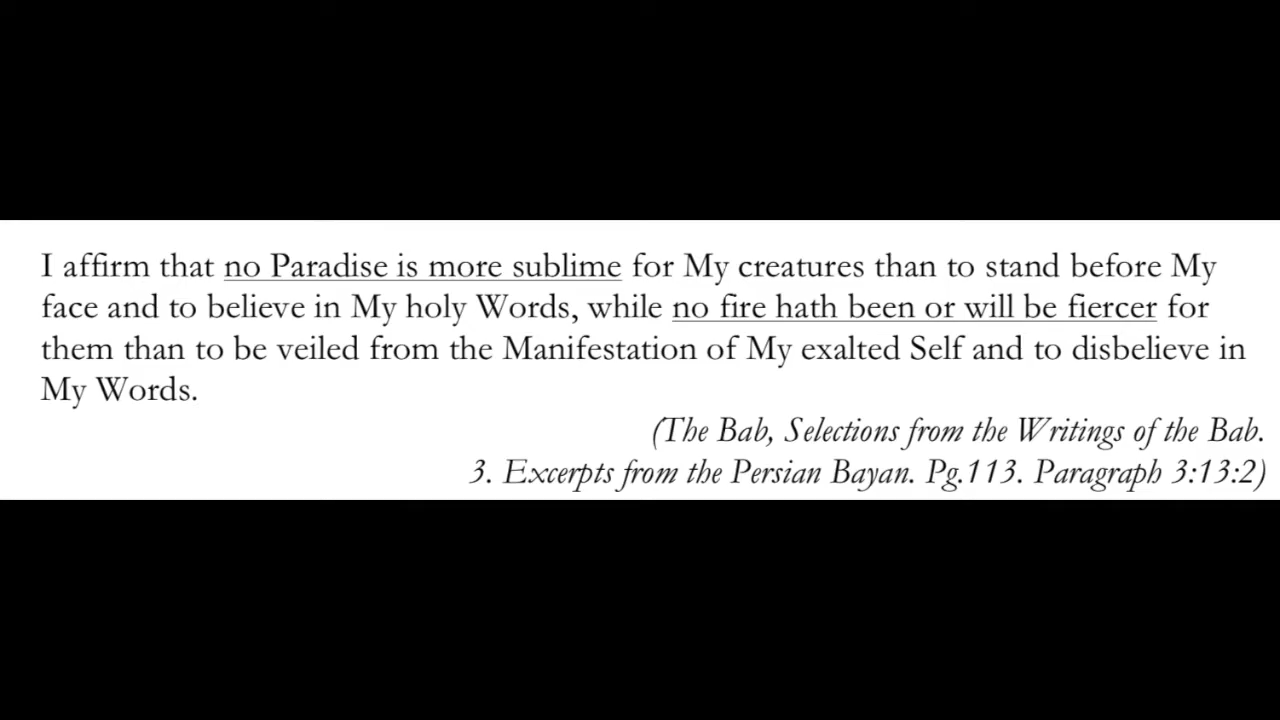 I affirm that no Paradise is more sublime for My creatures than to stand before My
face and to believe in My holy Words, while no fire hath been or will be fiercer for
them than to be veiled from the Manifestation of My exalted Self and to disbelieve in
My Words.
(The Bab, Selections from the Writings of the Bab.
3. Excerpts from the Persian Bayan. Pg.113. Paragraph 3:13:2)